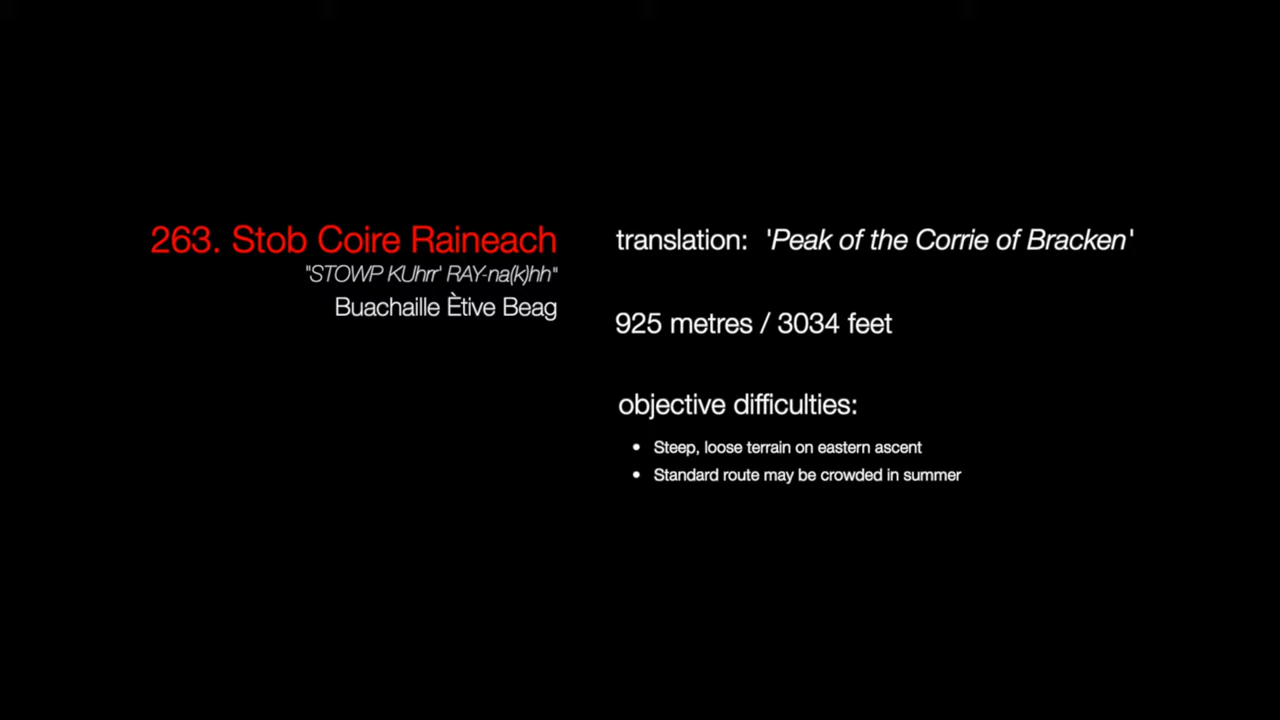 263. Stob Coire Raineach
"STOWP KUhrr' RAY-na(k)hh"
Buachaille Ètive Beag
translation: 'Peak of the Corrie of Bracken'
925 metres / 3034 feet
objective difficulties:
• Steep, loose terrain on eastern ascent
• Standard route may be crowded in summer